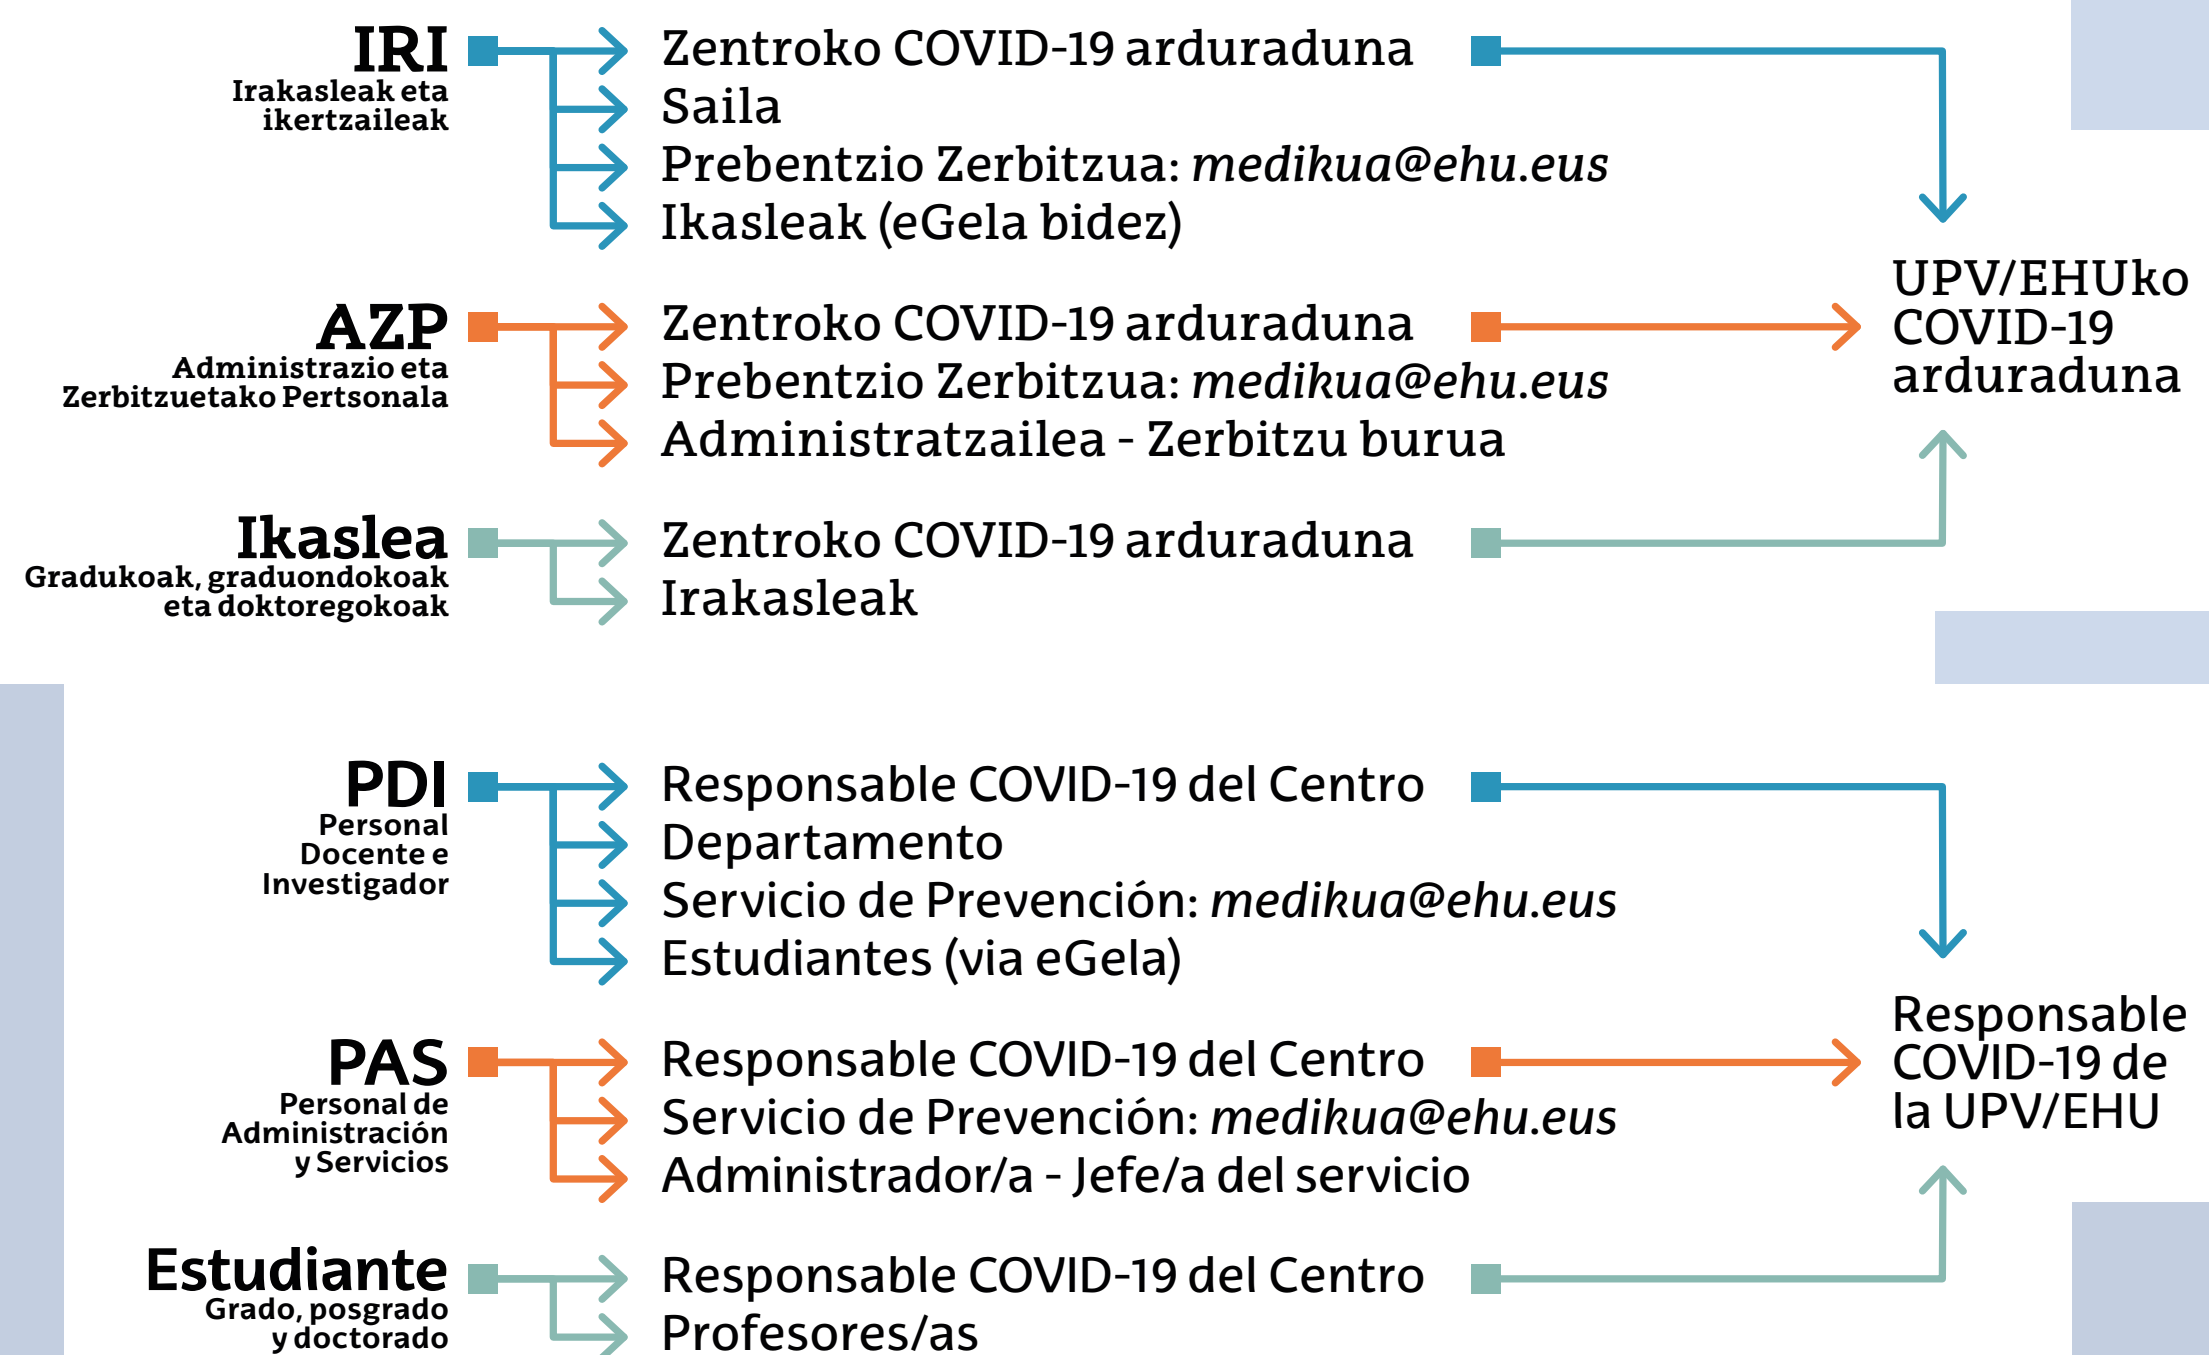 IRI
Irakasleak eta
ikertzaileak
Zentroko COVID-19 arduraduna
Saila
Prebentzio Zerbitzua: medikua@ehu.eus
Ikasleak (eGela bidez)
AZP
Administrazio eta
Zerbitzuetako Pertsonala
Zentroko COVID-19 arduraduna
Prebentzio Zerbitzua: medikua@ehu.eus
Administratzailea - Zerbitzu burua
UPV/EHUko
COVID-19
arduraduna
Ikaslea
Gradukoak, graduondokoak
eta doktoregokoak
Zentroko COVID-19 arduraduna
Irakasleak
PDI
Personal
Docente e
Investigador
Responsable COVID-19 del Centro
Departamento
Servicio de Prevención: medikua@ehu.eus
Estudiantes (via eGela)
PAS
Personal de
Administración
y Servicios
Responsable COVID-19 del Centro
Servicio de Prevención: medikua@ehu.eus
Administrador/a - Jefe/a del servicio
Responsable
COVID-19 de
la UPV/EHU
Estudiante
Grado, posgrado
y doctorado
Responsable COVID-19 del Centro
Profesores/as